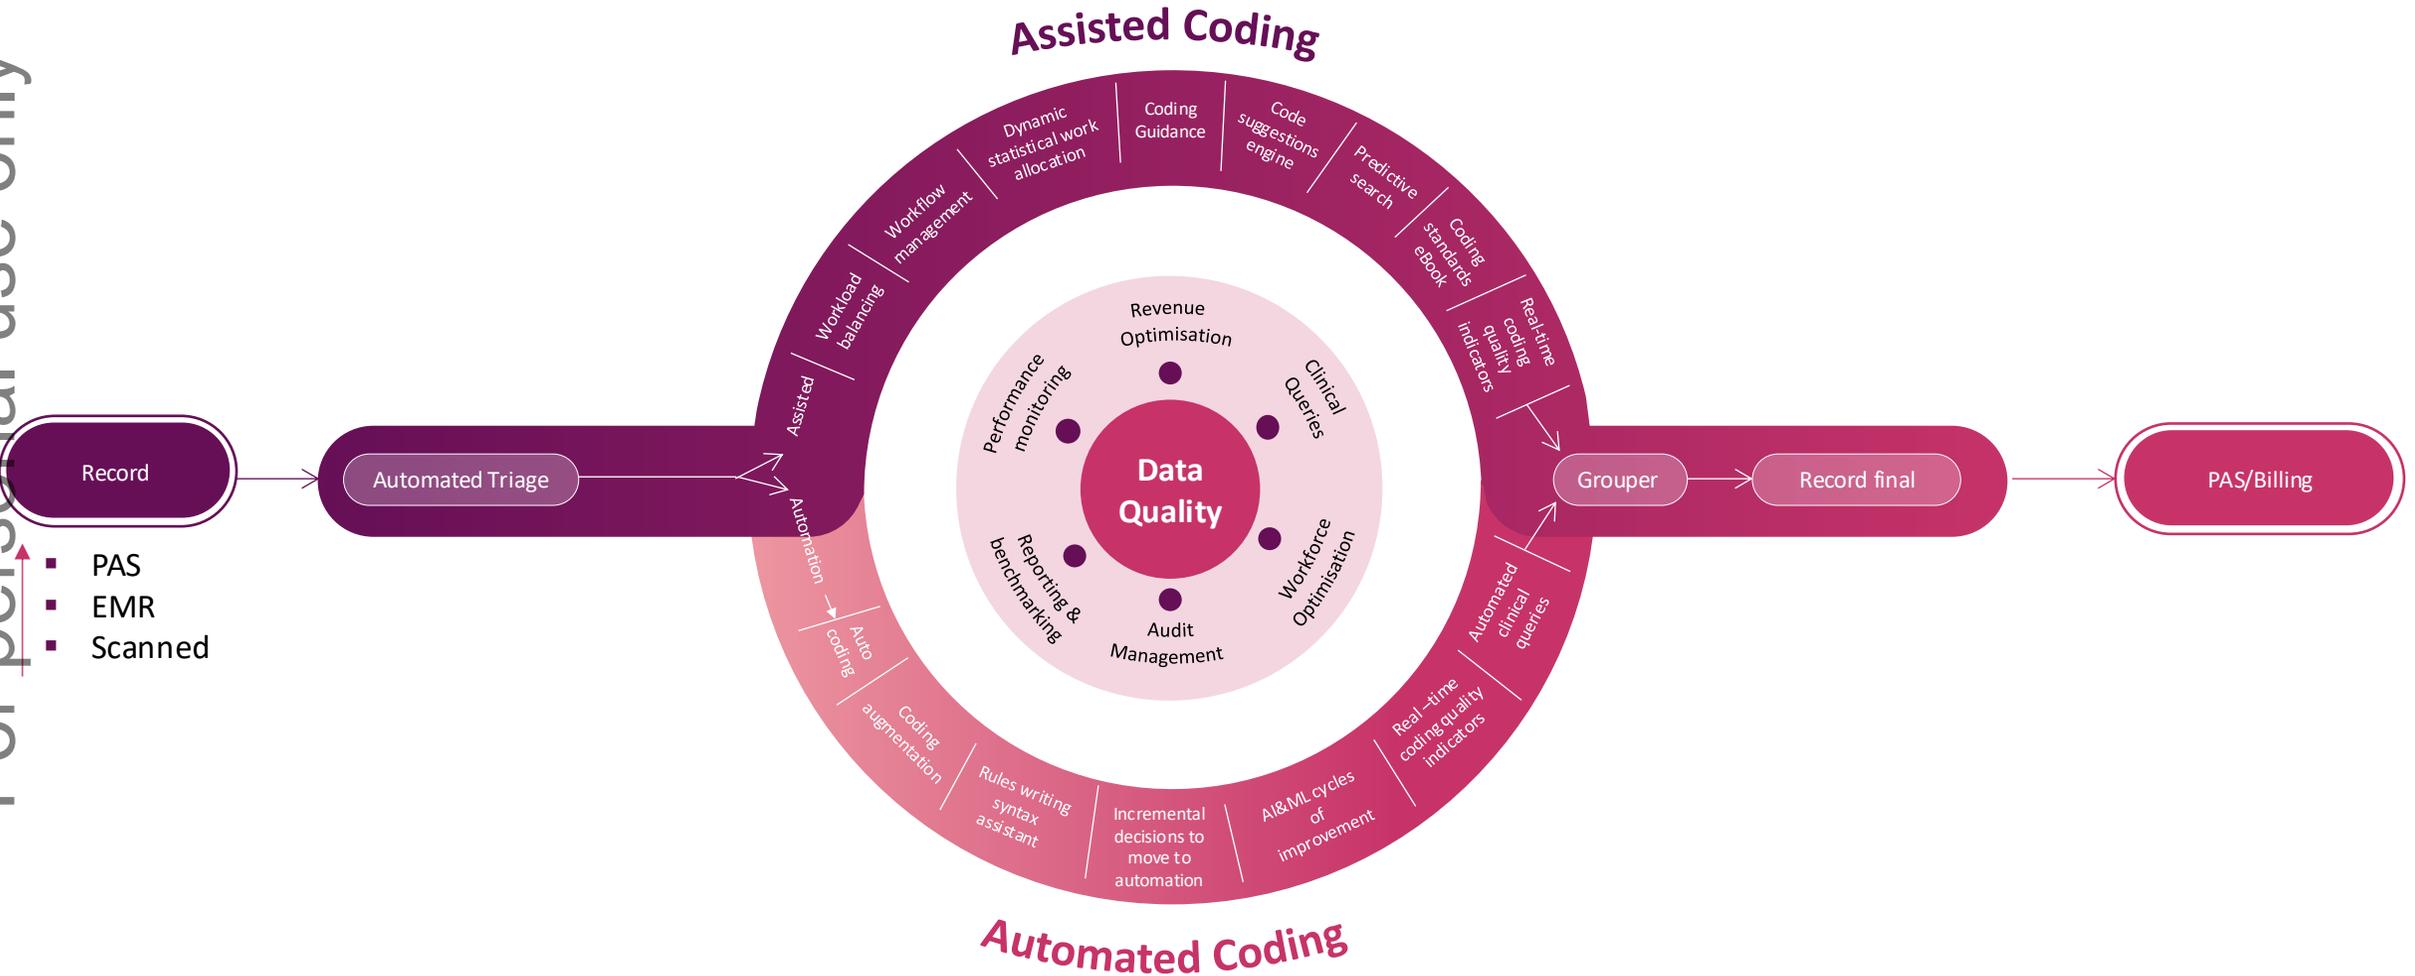 Assisted Coding
Dynamic
statistical work
allocation
Coding
Guidance
Code
suggestions
engine
Predictive
search
Coding
standards
eBook
Real-time
coding
quality
indicators
Workflow
management
Workload
balancing
Assisted
For personal use only
Record
PAS
EMR
Scanned
Automated Triage
Automation
Auto
coding
Coding
augmentation
Rules writing
syntax
assistant
Incremental
decisions to
move to
automation
AI&ML cycles
of
improvement
Real –time
coding quality
indicators
Automated
clinical
queries
Revenue
Optimisation
Clinical
Queries
Workforce
Optimisation
Audit
Management
Reporting &
benchmarking
Performance
monitoring
Data
Quality
Grouper
Record final
PAS/Billing
Automated Coding